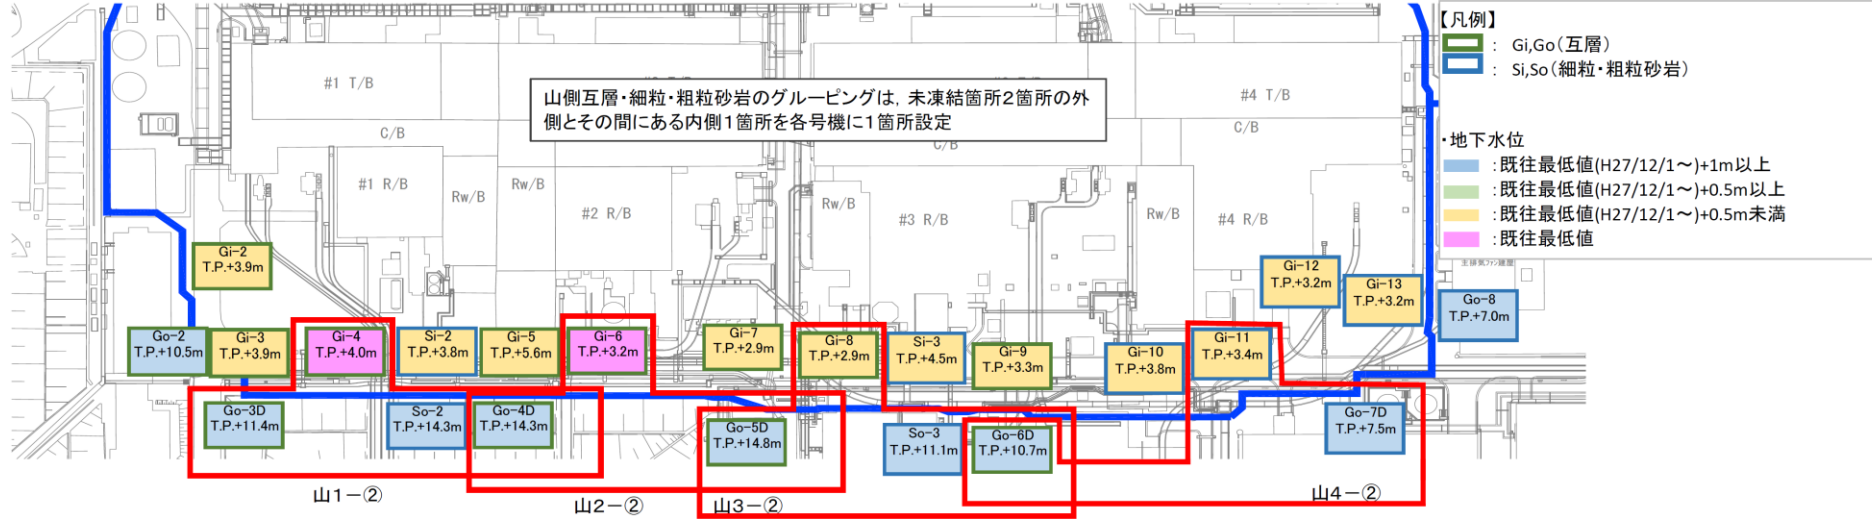 【凡例】
: Gi,Go(互層)
: Si,So(細粒・粗粒砂岩)
・地下水位
:既往最低値(H27/12/1～)+1m以上
:既往最低値(H27/12/1～)+0.5m以上
:既往最低値(H27/12/1～)+0.5m未満
:既往最低値
主排気ファン建屋
#1 T/B
山側互層・細粒・粗粒砂岩のグルーピングは, 未凍結箇所2箇所の外
側とその間にある内側1箇所を各号機に1箇所設定
#4 T/B
C/B
C/B
C/B
#1 R/B
Rw/B
Rw/B
#2 R/B
Rw/B
#3 R/B
Rw/B
#4 R/B
Gi-2
T.P.+3.9m
Gi-12
T.P.+3.2m
Gi-13
T.P.+3.2m
Go-8
T.P.+7.0m
Go-2
T.P.+10.5m
Gi-3
T.P.+3.9m
Gi-4
T.P.+4.0m
Si-2
T.P.+3.8m
Gi-5
T.P.+5.6m
Gi-6
T.P.+3.2m
Gi-7
T.P.+2.9m
Gi-8
T.P.+2.9m
Si-3
T.P.+4.5m
Gi-9
T.P.+3.3m
Gi-10
T.P.+3.8m
Gi-11
T.P.+3.4m
Go-3D
T.P.+11.4m
So-2
T.P.+14.3m
Go-4D
T.P.+14.3m
Go-5D
T.P.+14.8m
So-3
T.P.+11.1m
Go-6D
T.P.+10.7m
Go-7D
T.P.+7.5m
山1-②
山2-②
山3-②
山4-②